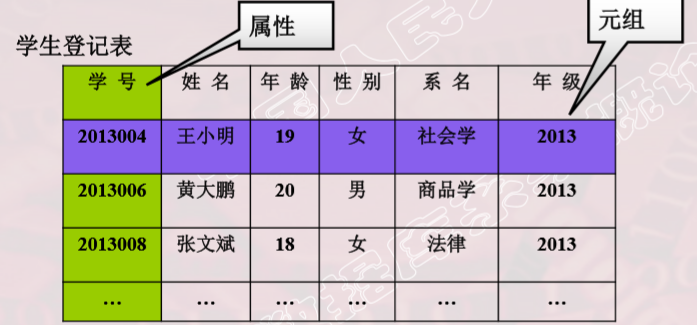 属性
元组
学生登记表
学 号 姓 名 年 龄 性 别 系 名 年 级
2013004 王小明 19 女 社会学 2013
2013006 黄大鹏 20 男 商品学 2013
2013008 张文斌 18 女 法律 2013
… … … … … …